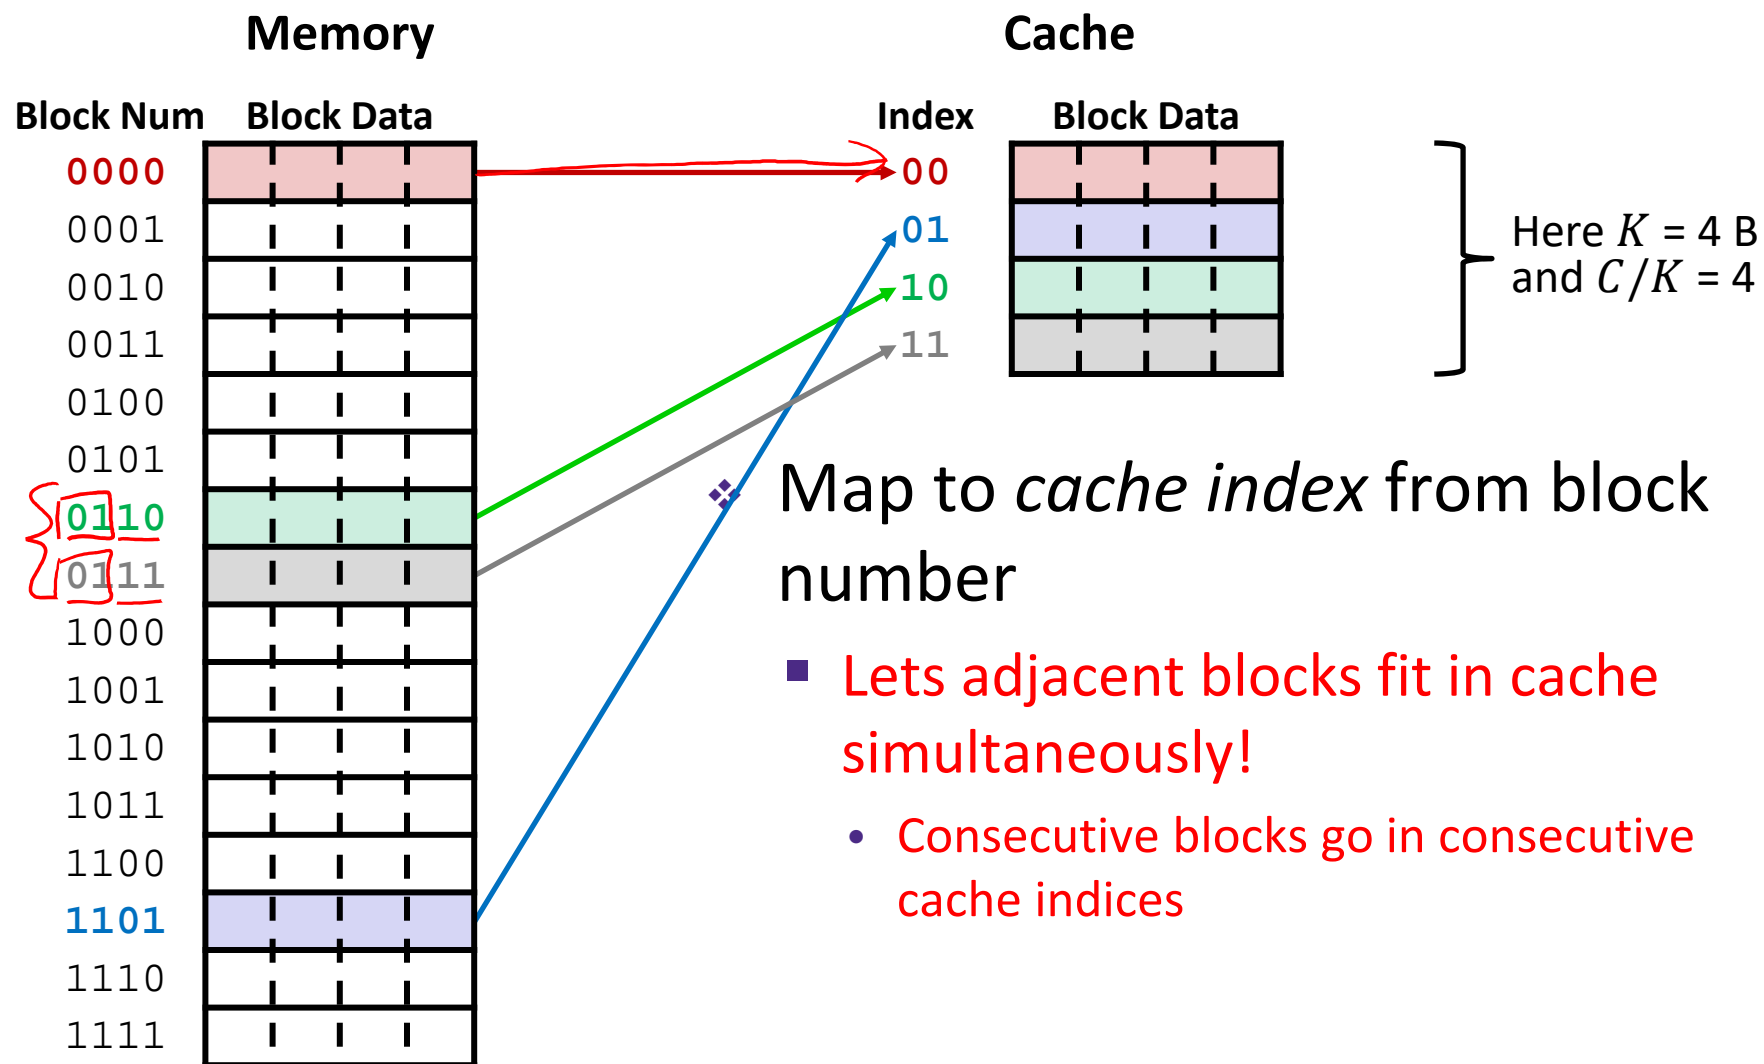 Memory
Cache
Block Num Block Data
Index Block Data
0000
0001
0010
0011
0100
0101
0110
0111
1000
1001
1010
1011
1100
1101
1110
1111
00
01
10
11
Here K = 4 B
and C/K = 4
Map to cache index from block
number
Lets adjacent blocks fit in cache
simultaneously!
Consecutive blocks go in consecutive
cache indices